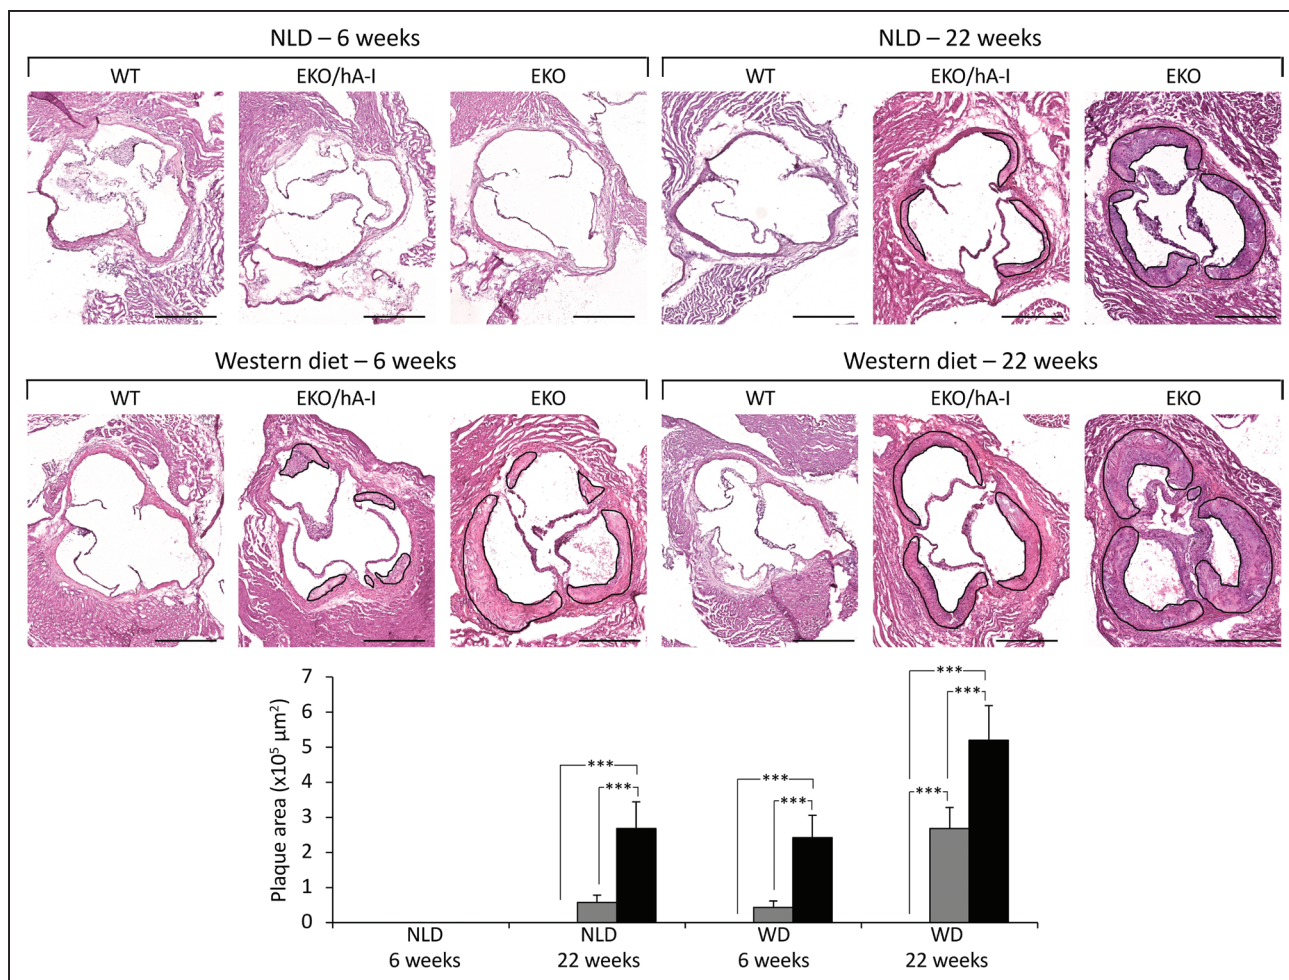 NLD – 6 weeks
NLD – 22 weeks
WT
EKO/hA-I
EKO
WT
EKO/hA-I
EKO
Western diet – 6 weeks
Western diet – 22 weeks
WT
EKO/hA-I
EKO
WT
EKO/hA-I
EKO
Plaque area (x10⁵ µm²)
7
6
5
4
3
2
1
0
***
***
***
***
***
***
***
NLD
6 weeks
NLD
22 weeks
WD
6 weeks
WD
22 weeks